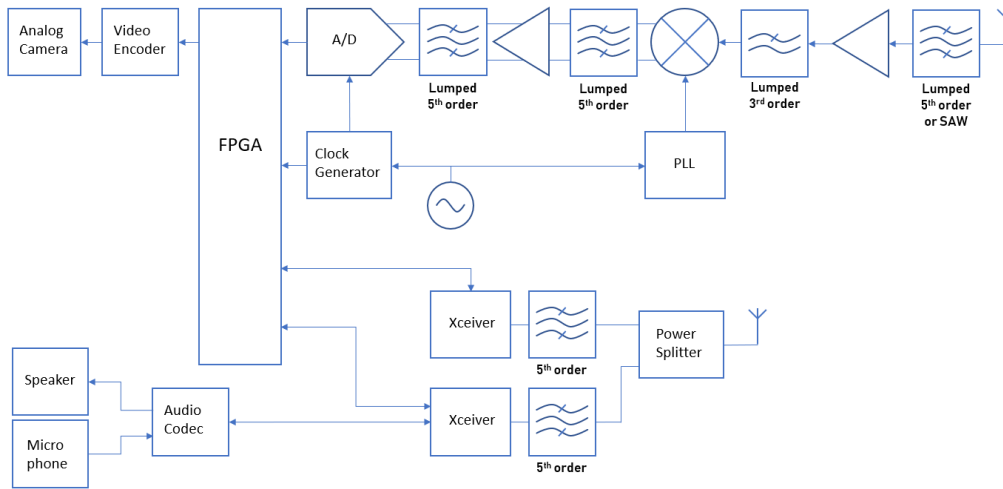 Analog
Camera
Video
Encoder
FPGA
A/D
Lumped
5th order
Lumped
5th order
Lumped
3rd order
Lumped
5th order
or SAW
Clock
Generator
PLL
Xceiver
5th order
Power
Splitter
Speaker
Micro
phone
Audio
Codec
Xceiver
5th order